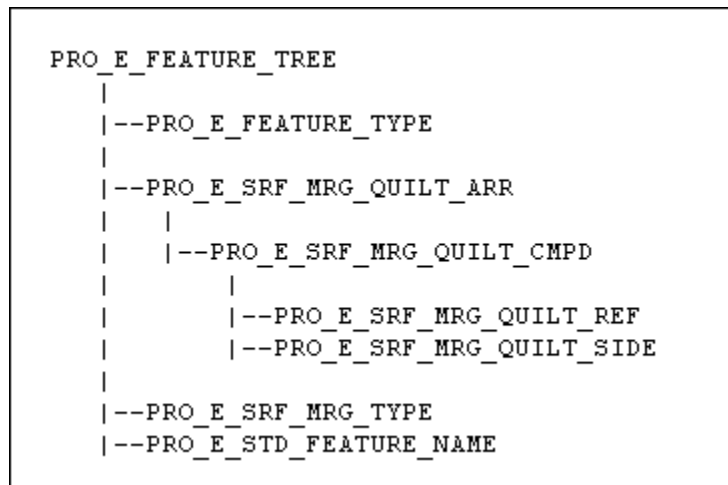 PRO_E_FEATURE_TREE
|
|--PRO_E_FEATURE_TYPE
|
|--PRO_E_SRF_MRG_QUILT_ARR
|   |
|   |--PRO_E_SRF_MRG_QUILT_CMPD
|       |
|       |--PRO_E_SRF_MRG_QUILT_REF
|       |--PRO_E_SRF_MRG_QUILT_SIDE
|
|--PRO_E_SRF_MRG_TYPE
|--PRO_E_STD_FEATURE_NAME